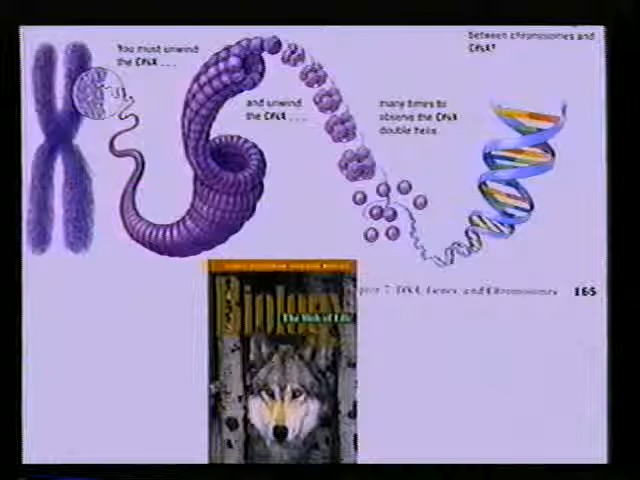 between chromosomes and
DNA?
You must unwind
the DNA . . .
and unwind
the DNA . . .
many times to
observe the DNA
double helix.
DNA, Genes, and Chromosomes 165
Biology
The Web of Life